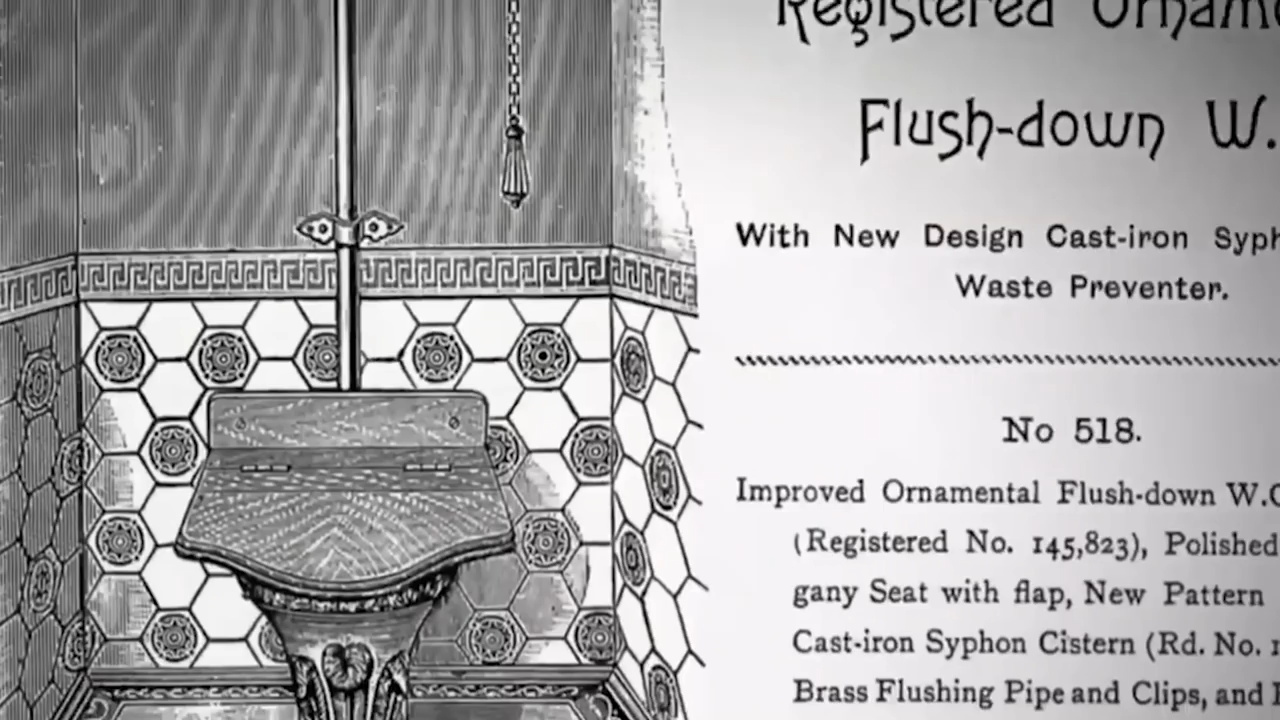 Registered
Flush-down W.
With New Design Cast-iron
Waste Preventer.
No 518.
Improved Ornamental Flush-down W.C
(Registered No. 145,823), Polished
gany Seat with flap, New Pattern
Cast-iron Syphon Cistern (Rd. No.
Brass Flushing Pipe and Clips, and